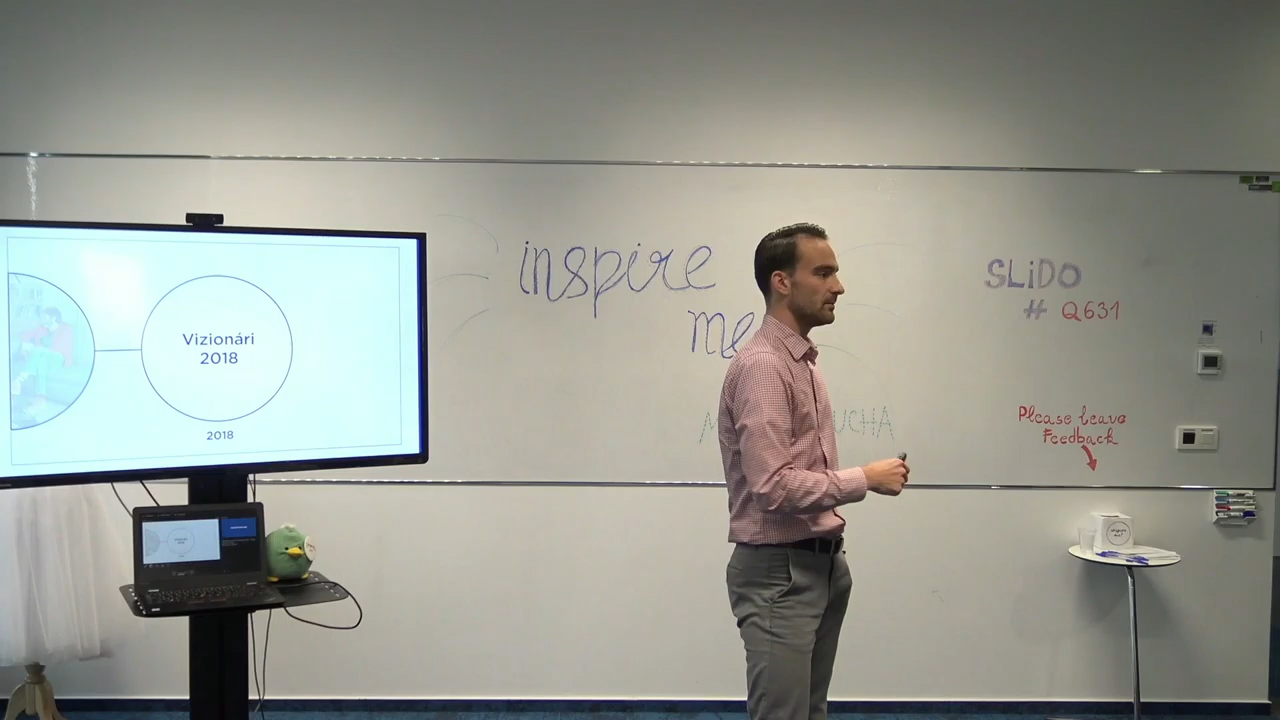 Vizionári
2018
2018
inspire
me
SLiDO
# Q631
Please leave
Feedback